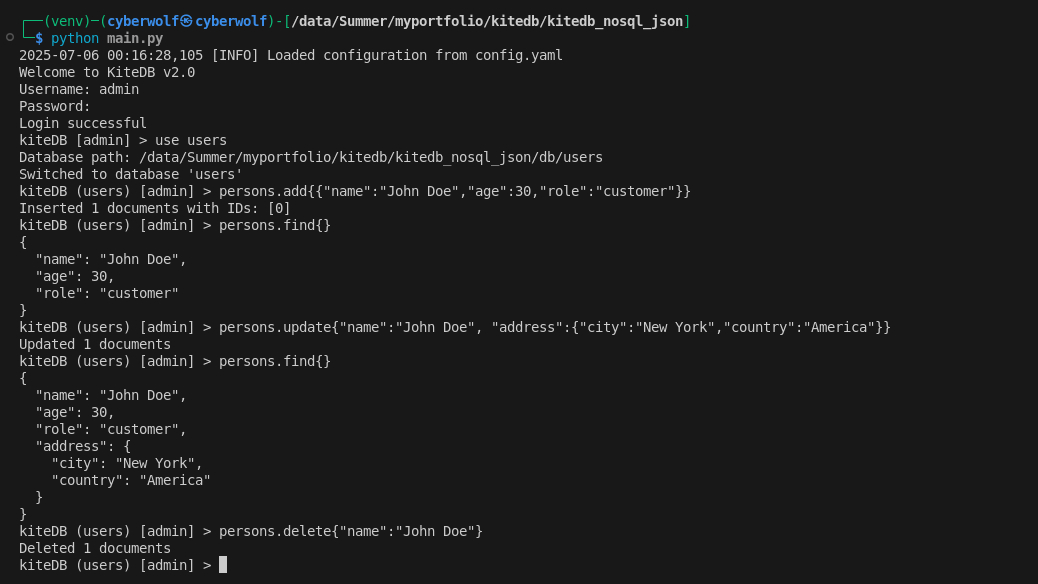 ┌──(venv)─(cyberwolf㉿cyberwolf)-[/data/Summer/myportfolio/kitedb/kitedb_nosql_json]
└─$ python main.py
2025-07-06 00:16:28,105 [INFO] Loaded configuration from config.yaml
Welcome to KiteDB v2.0
Username: admin
Password:
Login successful
kiteDB [admin] > use users
Database path: /data/Summer/myportfolio/kitedb/kitedb_nosql_json/db/users
Switched to database 'users'
kiteDB (users) [admin] > persons.add{{"name":"John Doe","age":30,"role":"customer"}}
Inserted 1 documents with IDs: [0]
kiteDB (users) [admin] > persons.find{}
{
  "name": "John Doe",
  "age": 30,
  "role": "customer"
}
kiteDB (users) [admin] > persons.update{"name":"John Doe", "address":{"city":"New York","country":"America"}}
Updated 1 documents
kiteDB (users) [admin] > persons.find{}
{
  "name": "John Doe",
  "age": 30,
  "role": "customer",
  "address": {
    "city": "New York",
    "country": "America"
  }
}
kiteDB (users) [admin] > persons.delete{"name":"John Doe"}
Deleted 1 documents
kiteDB (users) [admin] >